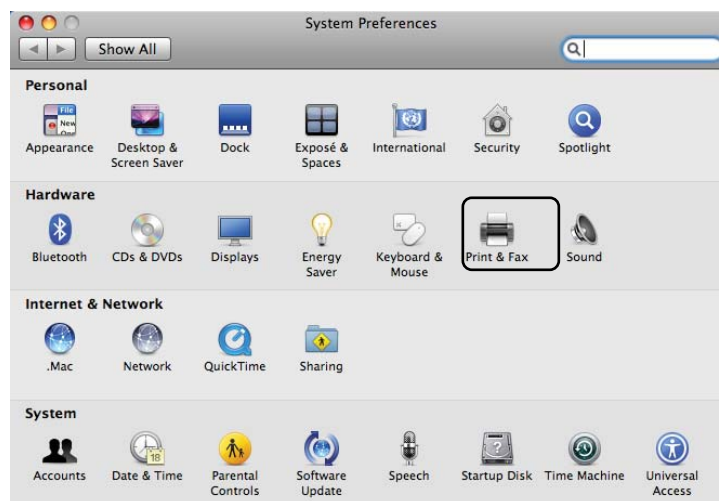 System Preferences
Show All
Personal
Appearance
Desktop &
Screen Saver
Dock
Exposé &
Spaces
International
Security
Spotlight
Hardware
Bluetooth
CDs & DVDs
Displays
Energy
Saver
Keyboard &
Mouse
Print & Fax
Sound
Internet & Network
.Mac
Network
QuickTime
Sharing
System
Accounts
18
Date & Time
Parental
Controls
Software
Update
Speech
Startup Disk
Time Machine
Universal
Access